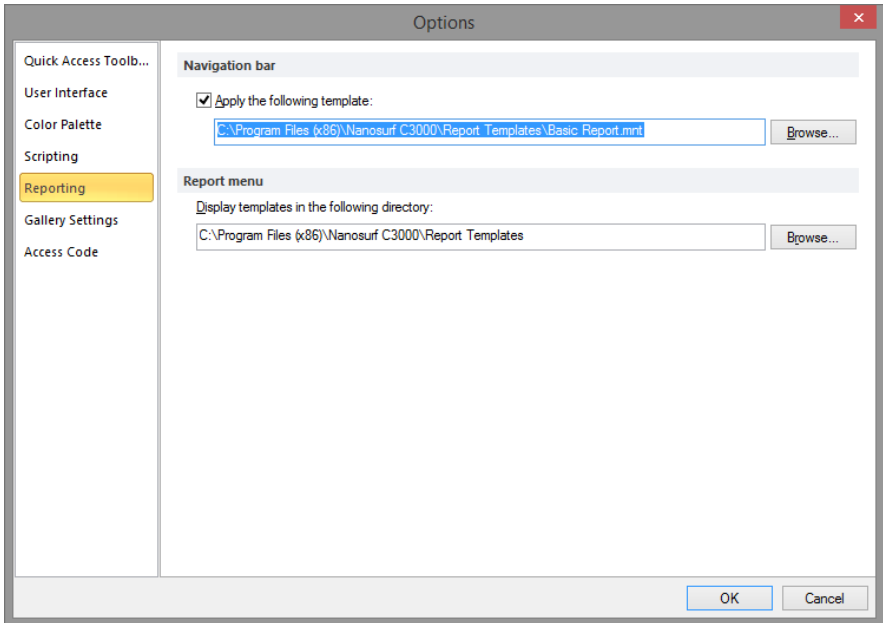 Options
Quick Access Toolb...
User Interface
Color Palette
Scripting
Reporting
Gallery Settings
Access Code
Navigation bar
Apply the following template:
C:\Program Files (x86)\Nanosurf C3000\Report Templates\Basic Report.mnt
Browse...
Report menu
Display templates in the following directory:
C:\Program Files (x86)\Nanosurf C3000\Report Templates
Browse...
OK
Cancel